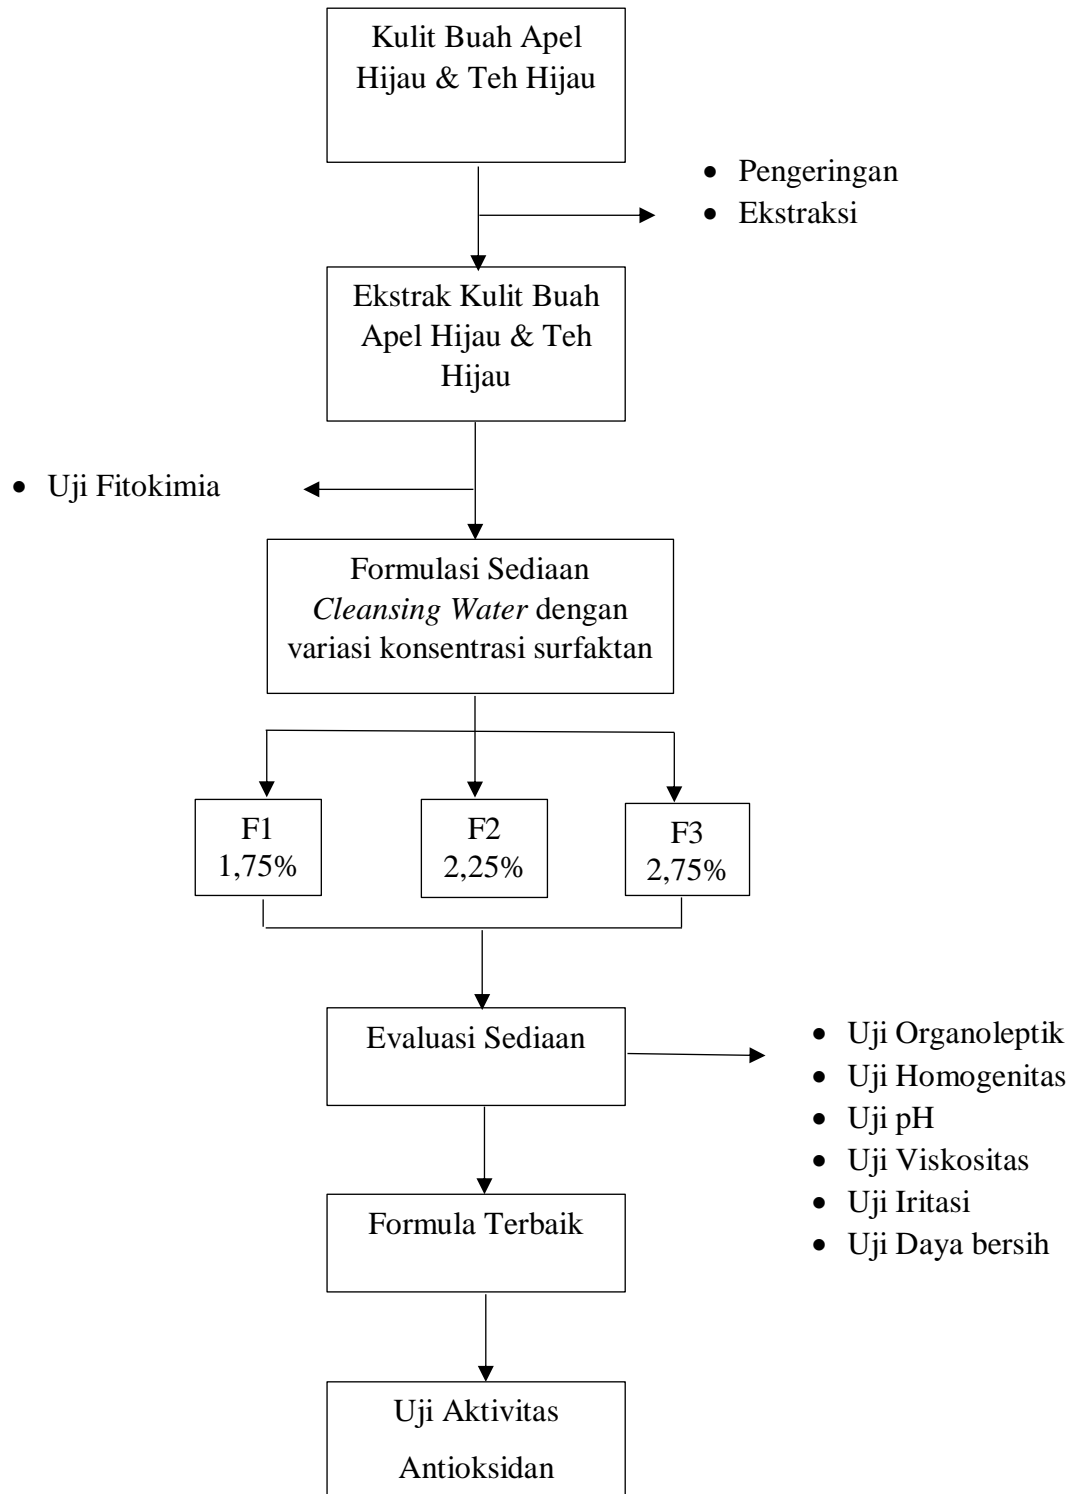 Kulit Buah Apel
Hijau & Teh Hijau
• Pengeringan
• Ekstraksi
Ekstrak Kulit Buah
Apel Hijau & Teh
Hijau
• Uji Fitokimia
Formulasi Sediaan
Cleansing Water dengan
variasi konsentrasi surfaktan
F1
1,75%
F2
2,25%
F3
2,75%
Evaluasi Sediaan
• Uji Organoleptik
• Uji Homogenitas
• Uji pH
• Uji Viskositas
• Uji Iritasi
• Uji Daya bersih
Formula Terbaik
Uji Aktivitas
Antioksidan